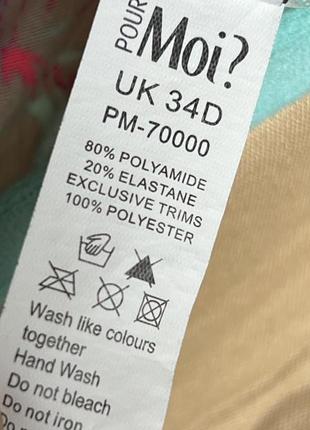 POUR
Moi?
UK 34D
PM-70000
80% POLYAMIDE
20% ELASTANE
EXCLUSIVE TRIMS
100% POLYESTER
Wash like colours
together
Hand Wash
Do not bleach
Do not iron